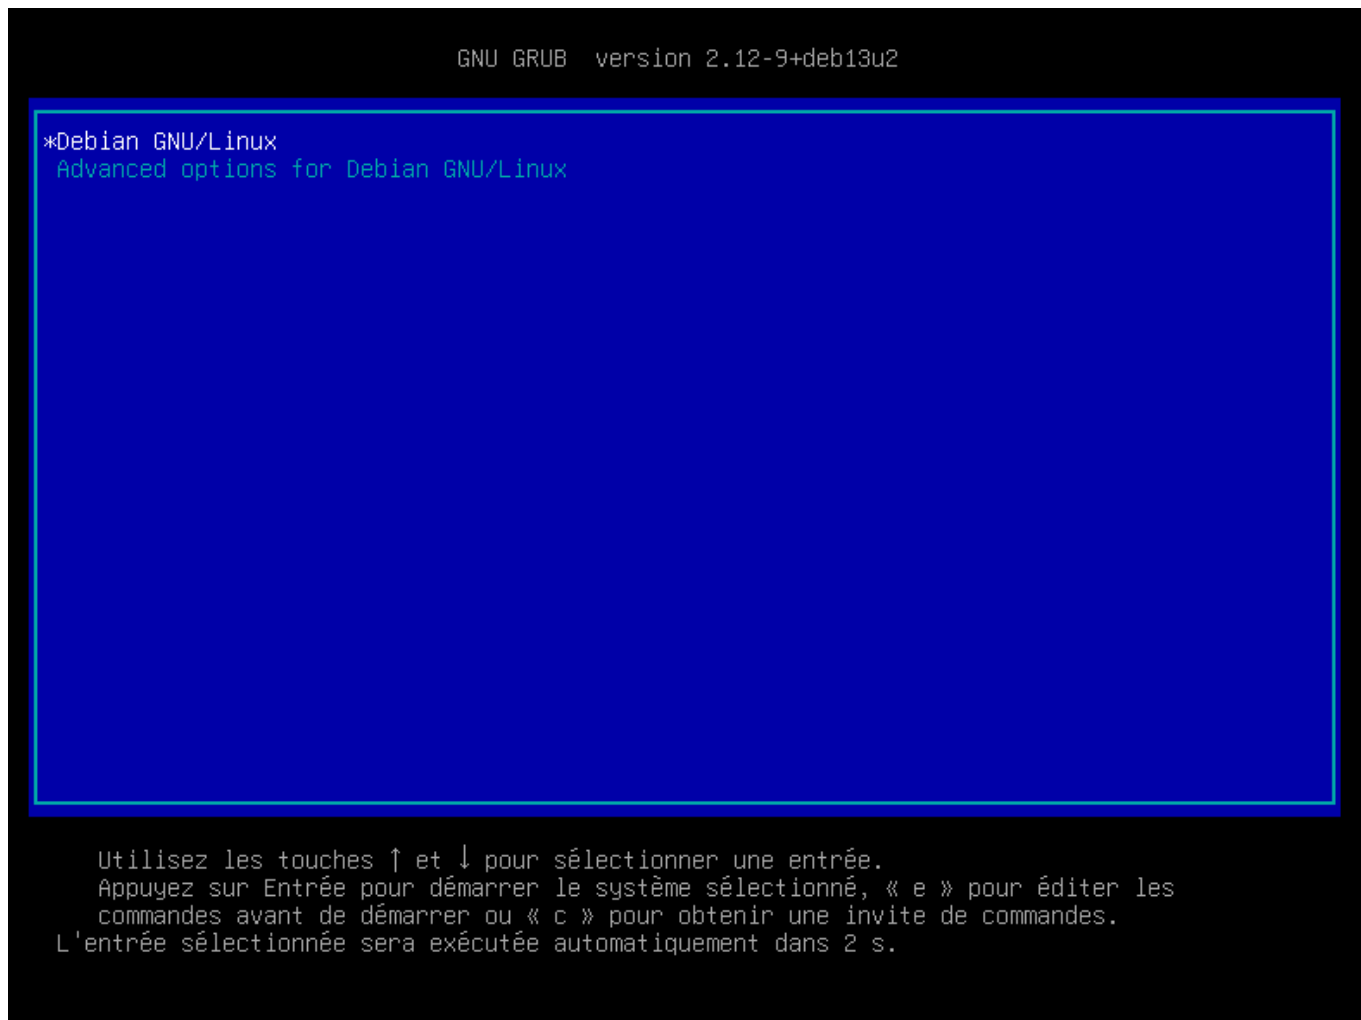 GNU GRUB  version 2.12-9+deb13u2
*Debian GNU/Linux
Advanced options for Debian GNU/Linux
Utilisez les touches ↑ et ↓ pour sélectionner une entrée.
Appuyez sur Entrée pour démarrer le système sélectionné, « e » pour éditer les
commandes avant de démarrer ou « c » pour obtenir une invite de commandes.
L'entrée sélectionnée sera exécutée automatiquement dans 2 s.